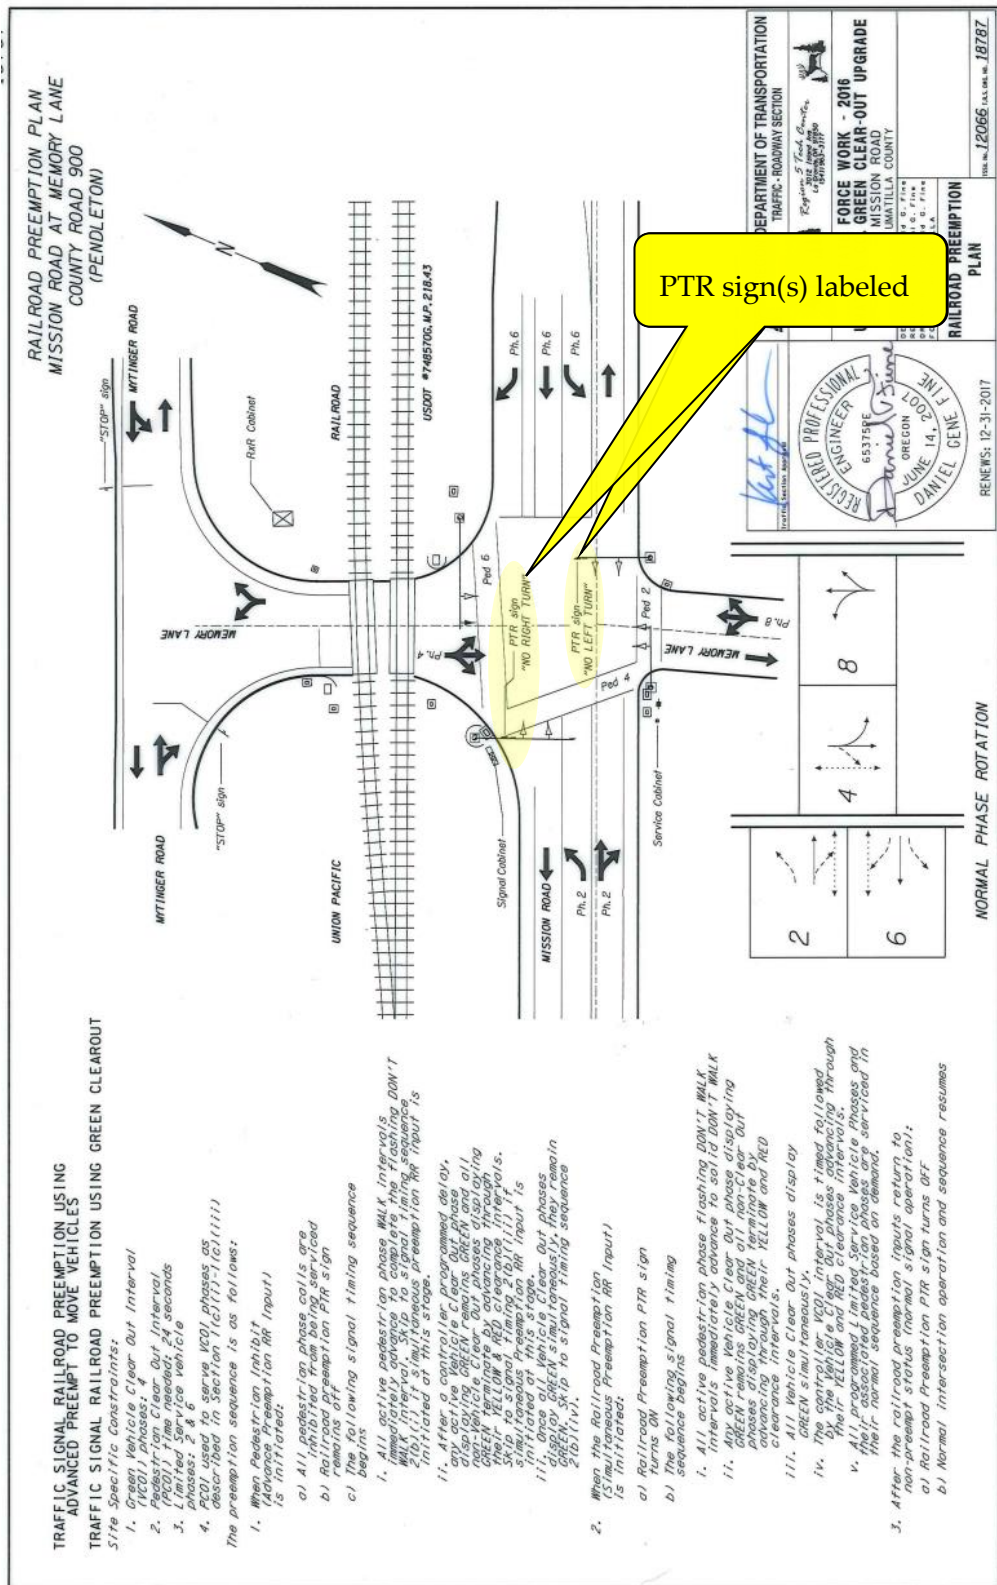 RAILROAD PREEMPTION PLAN
MISSION ROAD AT MEMORY LANE
COUNTY ROAD 900
(PENDLETON)
TRAFFIC SIGNAL RAILROAD PREEMPTION USING
ADVANCED PREEMPT TO MOVE VEHICLES
TRAFFIC SIGNAL RAILROAD PREEMPTION USING GREEN CLEAROUT
Site Specific Constraints:
1. Green Vehicle Clear Out Interval
(VCOI) phases: 4
2. Pedestrian Clear Out Interval
(PCOI) time needed: 24 seconds
3. Limited Service vehicle
phases: 2 & 6
4. PCOI used to serve VCOI phases as
described in Section 1c)(i)-1c)(iii)
The preemption sequence is as follows:
1. When Pedestrian Inhibit
(Advance Preemption RR Input)
is initiated:
a) All pedestrian phase calls are
inhibited from being serviced
b) Railroad preemption PTR sign
remains off
c) The following signal timing sequence
begins
i. All active pedestrian phase WALK intervals
immediately advance to complete the flashing DON'T
WALK interval. Skip to signal timing sequence
2(b)(i) if simultaneous preemption RR input is
initiated at this stage.
ii. After a controller programmed delay,
any active Vehicle Clear Out phase
displaying GREEN remains GREEN and all
non-Vehicle Clear Out phases displaying
GREEN terminate by advancing through
their YELLOW & RED clearance intervals.
Skip to signal timing 2(b)(iii) if
simultaneous Preemption RR input is
initiated at this stage.
iii. Once all Vehicle Clear Out phases
display GREEN simultaneously, they remain
GREEN. Skip to signal timing sequence
2(b)(iv).
2. When the Railroad Preemption
(Simultaneous Preemption RR Input)
is initiated:
a) Railroad Preemption PTR sign
turns ON
b) The following signal timimg
sequence begins
i. All active pedestrian phase flashing DON'T WALK
intervals immediately advance to solid DON'T WALK
ii. Any active Vehicle Clear Out phase displaying
GREEN remains GREEN and all non-Clear Out
phases displaying GREEN terminate by
advancing through their YELLOW and RED
clearance intervals.
iii. All Vehicle Clear Out phases display
GREEN simultaneously.
iv. The controller VCOI interval is timed followed
by the Vehicle Clear Out phases advancing through
their YELLOW and RED clearance intervals.
v. All programmed Limited Service Vehicle Phases and
their associated pedestrian phases are serviced in
their normal sequence based on demand.
3. After the railroad preemption inputs return to
non-preempt status (normal signal operation):
a) Railroad Preemption PTR sign turns OFF
b) Normal intersection operation and sequence resumes
MYTINGER ROAD
"STOP" sign
MYTINGER ROAD
"STOP" sign
RxR Cabinet
MEMORY LANE
N
UNION PACIFIC
RAILROAD
USDOT #748570G, M.P. 218.43
Ph.4
Ped 6
Signal Cabinet
PTR sign
"NO RIGHT TURN"
PTR sign
"NO LEFT TURN"
PTR sign(s) labeled
Ph.6
Ph.6
Ph.6
MISSION ROAD
Ph.2
Ph.2
Ped 4
Ped 2
MEMORY LANE
Ph.8
Service Cabinet
2
6
4
8
NORMAL PHASE ROTATION
Traffic Section Approval
REGISTERED PROFESSIONAL
ENGINEER
65375PE
OREGON
JUNE 14, 2007
DANIEL GENE FINE
RENEWS: 12-31-2017
DEPARTMENT OF TRANSPORTATION
TRAFFIC - ROADWAY SECTION
Region 5 Tech Center
FORCE WORK - 2016
GREEN CLEAR-OUT UPGRADE
MISSION ROAD
UMATILLA COUNTY
RAILROAD PREEMPTION
PLAN
12066
18787